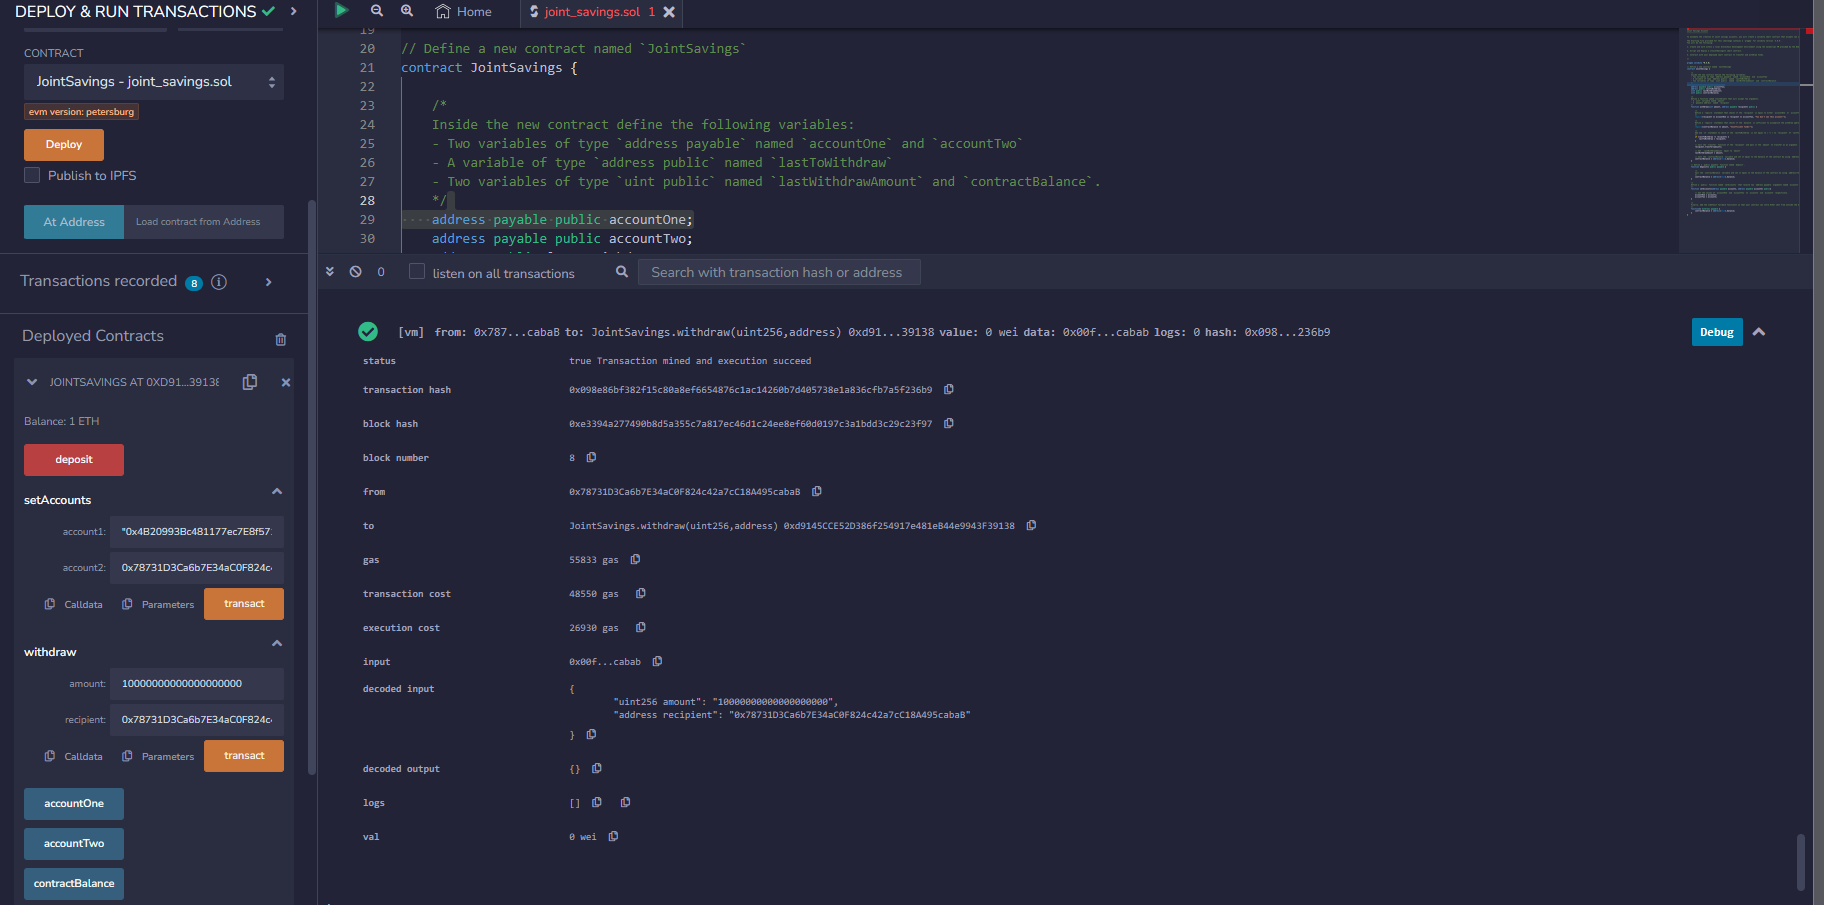 DEPLOY & RUN TRANSACTIONS
CONTRACT
JointSavings - joint_savings.sol
evm version: petersburg
Deploy
Publish to IPFS
At Address Load contract from Address
Transactions recorded 8 i
Deployed Contracts
JOINTSAVINGS AT 0XD91...39138
Balance: 1 ETH
deposit
setAccounts
account1: "0x4B20993Bc481177ec7E8f57
account2: 0x78731D3Ca6b7E34aC0F824c
Calldata Parameters transact
withdraw
amount: 10000000000000000000
recipient: 0x78731D3Ca6b7E34aC0F824c
Calldata Parameters transact
accountOne
accountTwo
contractBalance
Home joint_savings.sol 1
19
20 // Define a new contract named `JointSavings`
21 contract JointSavings {
22
23 /*
24 Inside the new contract define the following variables:
25 - Two variables of type `address payable` named `accountOne` and `accountTwo`
26 - A variable of type `address public` named `lastToWithdraw`
27 - Two variables of type `uint public` named `lastWithdrawAmount` and `contractBalance`.
28 */
29 address payable public accountOne;
30 address payable public accountTwo;
0 listen on all transactions Search with transaction hash or address
[vm] from: 0x787...cabaB to: JointSavings.withdraw(uint256,address) 0xd91...39138 value: 0 wei data: 0x00f...cabab logs: 0 hash: 0x098...236b9
Debug
status true Transaction mined and execution succeed
transaction hash 0x098e86bf382f15c80a8ef6654876c1ac14260b7d405738e1a836cfb7a5f236b9
block hash 0xe3394a277490b8d5a355c7a817ec46d1c24ee8ef60d0197c3a1bdd3c29c23f97
block number 8
from 0x78731D3Ca6b7E34aC0F824c42a7cC18A495cabaB
to JointSavings.withdraw(uint256,address) 0xd9145CCE52D386f254917e481eB44e9943F39138
gas 55833 gas
transaction cost 48550 gas
execution cost 26930 gas
input 0x00f...cabab
decoded input {
"uint256 amount": "10000000000000000000",
"address recipient": "0x78731D3Ca6b7E34aC0F824c42a7cC18A495cabaB"
}
decoded output {}
logs []
val 0 wei